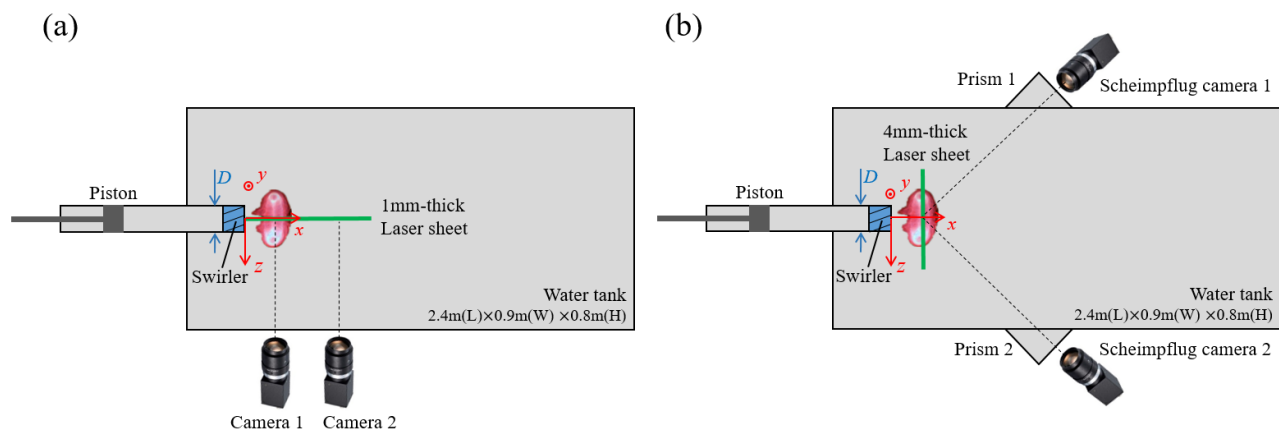 (a)
Piston
D
y
x
z
Swirler
1mm-thick
Laser sheet
Water tank
2.4m(L)×0.9m(W) ×0.8m(H)
Camera 1
Camera 2
(b)
Prism 1
Scheimpflug camera 1
4mm-thick
Laser sheet
Piston
D
y
x
z
Swirler
Water tank
2.4m(L)×0.9m(W) ×0.8m(H)
Prism 2
Scheimpflug camera 2